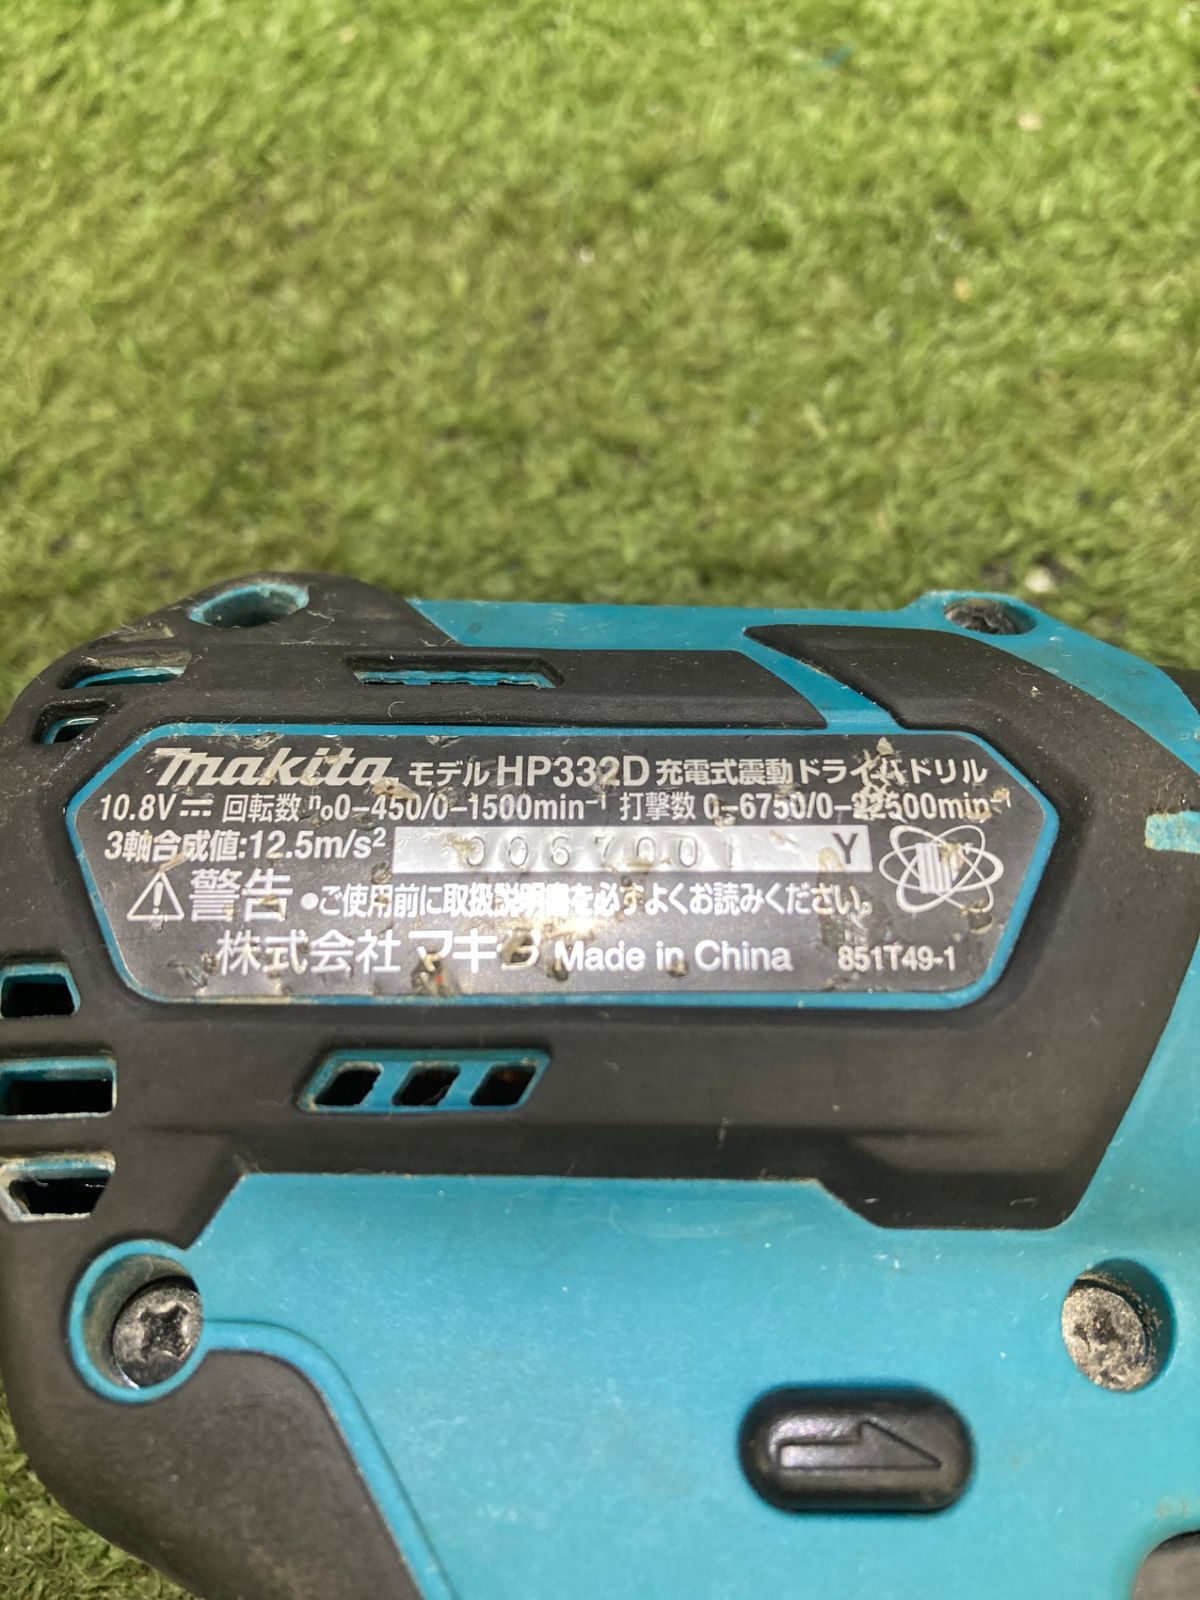 makita モデル HP332D 充電式震動ドライバドリル
10.8V⎓ 回転数 n₀0-450/0-1500min⁻¹ 打撃数 0-6750/0-22500min⁻¹
3軸合成値:12.5m/s² 0067001 Y
⚠警告 ●ご使用前に取扱説明書を必ずよくお読みください。
株式会社 マキタ Made in China 851T49-1